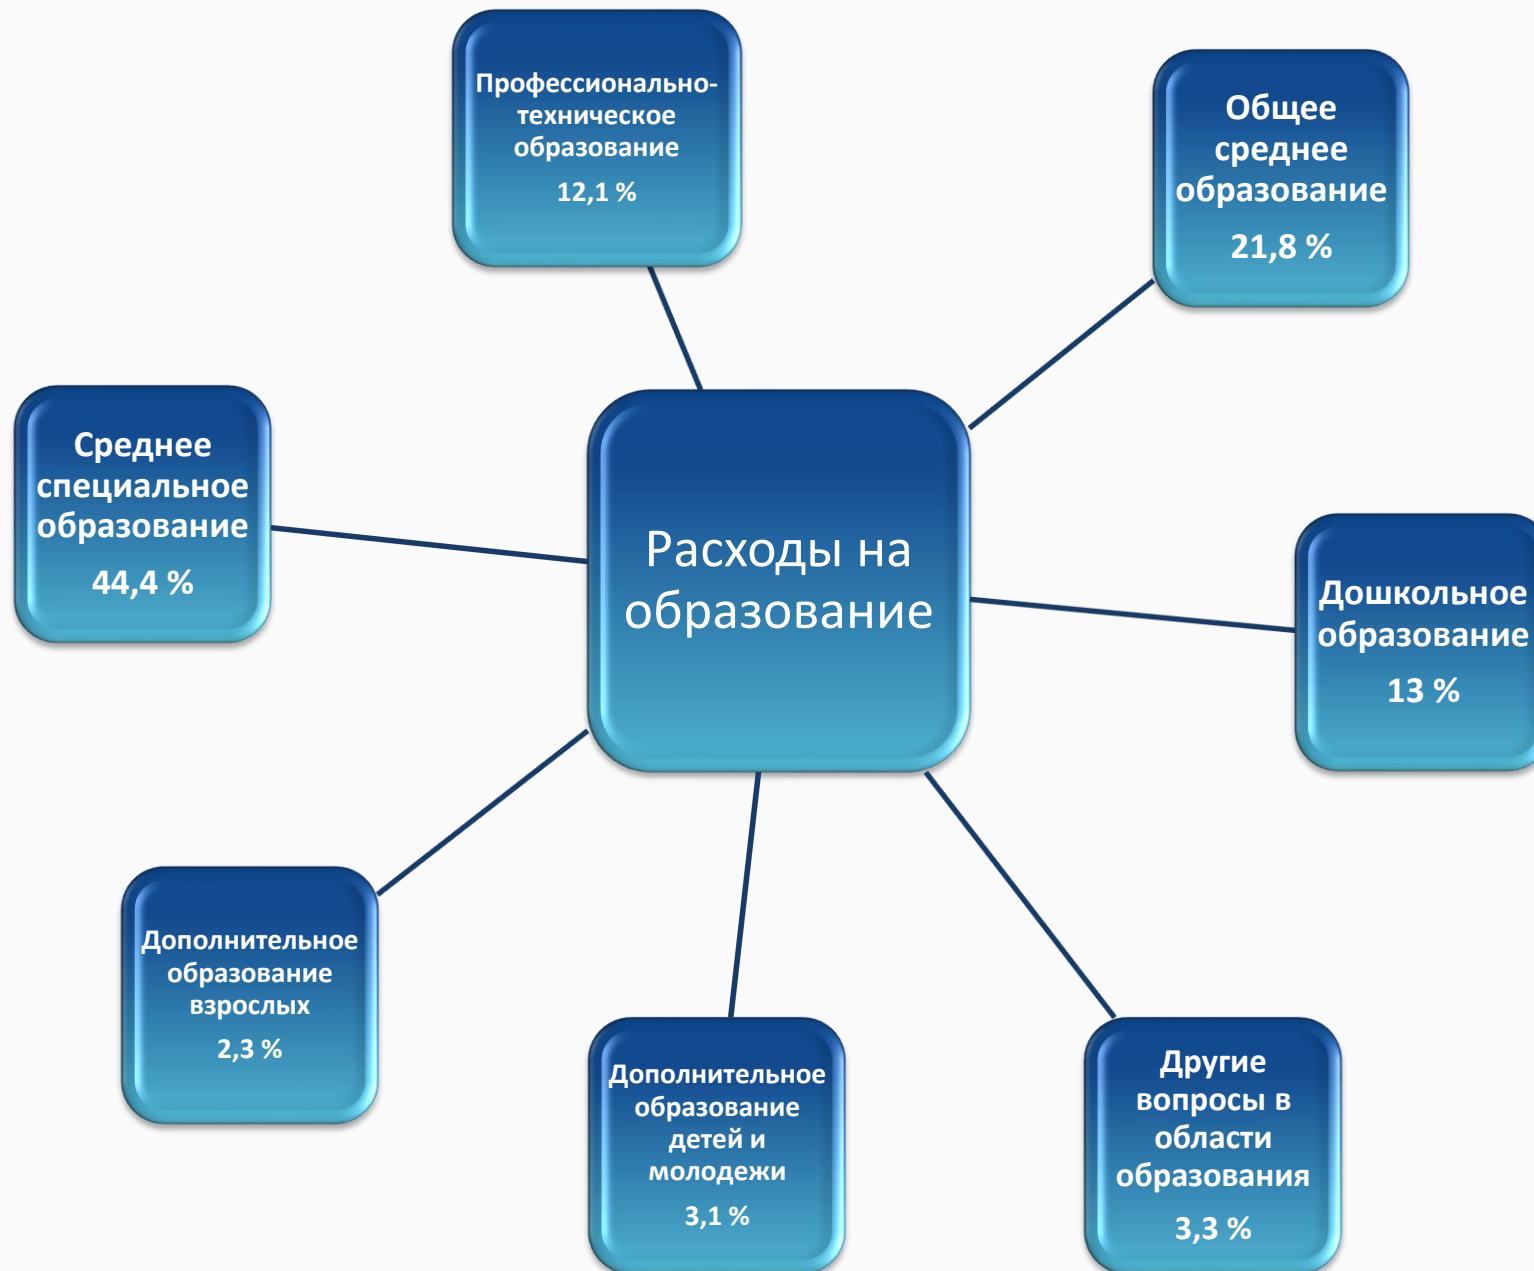 Профессионально-
техническое
образование
12,1 %
Общее
среднее
образование
21,8 %
Среднее
специальное
образование
44,4 %
Расходы на
образование
Дошкольное
образование
13 %
Дополнительное
образование
взрослых
2,3 %
Дополнительное
образование
детей и
молодежи
3,1 %
Другие
вопросы в
области
образования
3,3 %